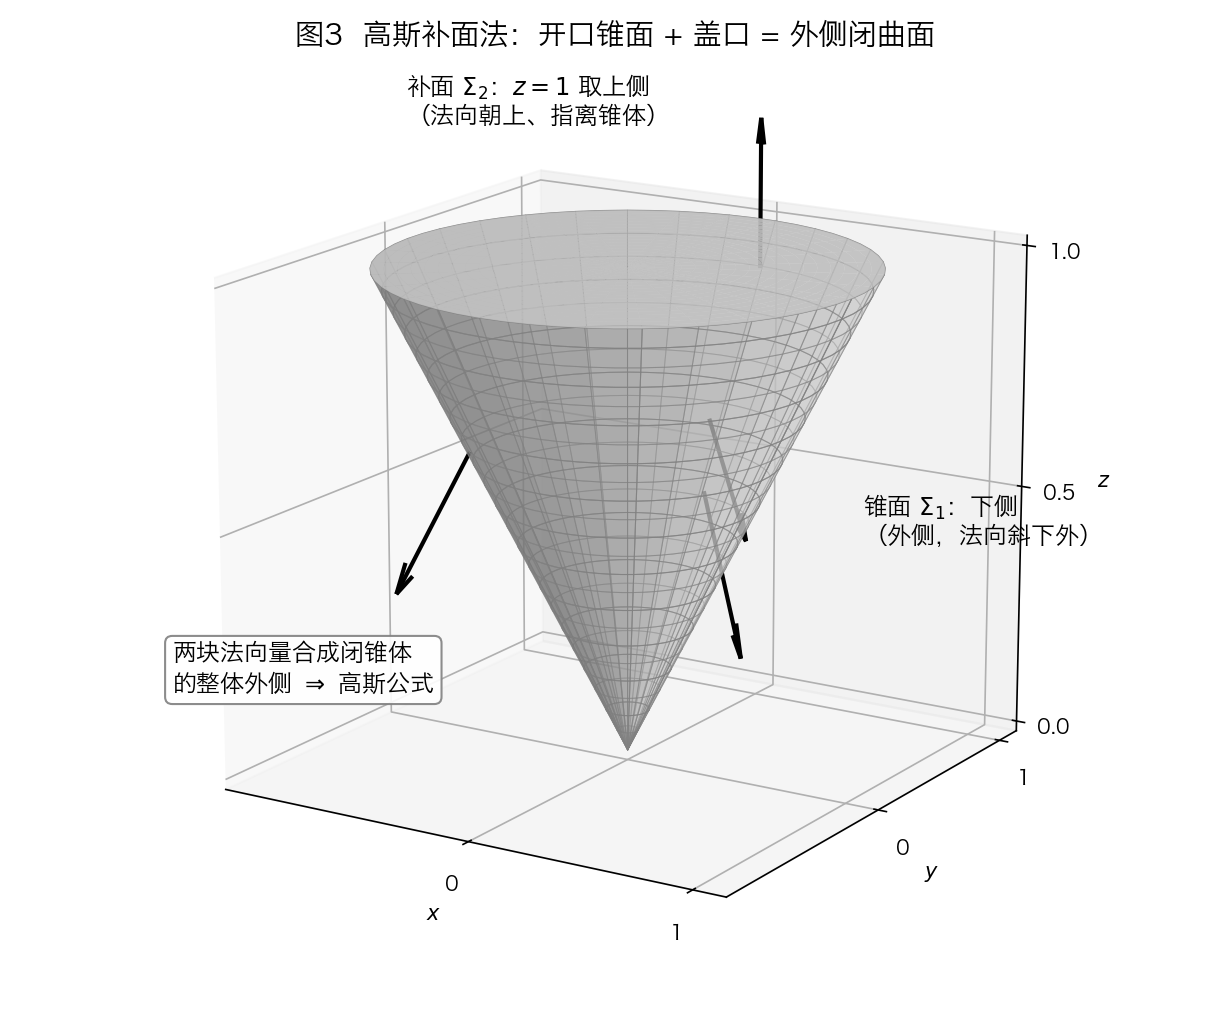 图3 高斯补面法：开口锥面 + 盖口 = 外侧闭曲面
补面 Σ₂：z = 1 取上侧
（法向朝上、指离锥体）
1.0
z
0.5
锥面 Σ₁：下侧
（外侧，法向斜下外）
两块法向量合成闭锥体
的整体外侧 ⇒ 高斯公式
0.0
1
0
y
0
x
1